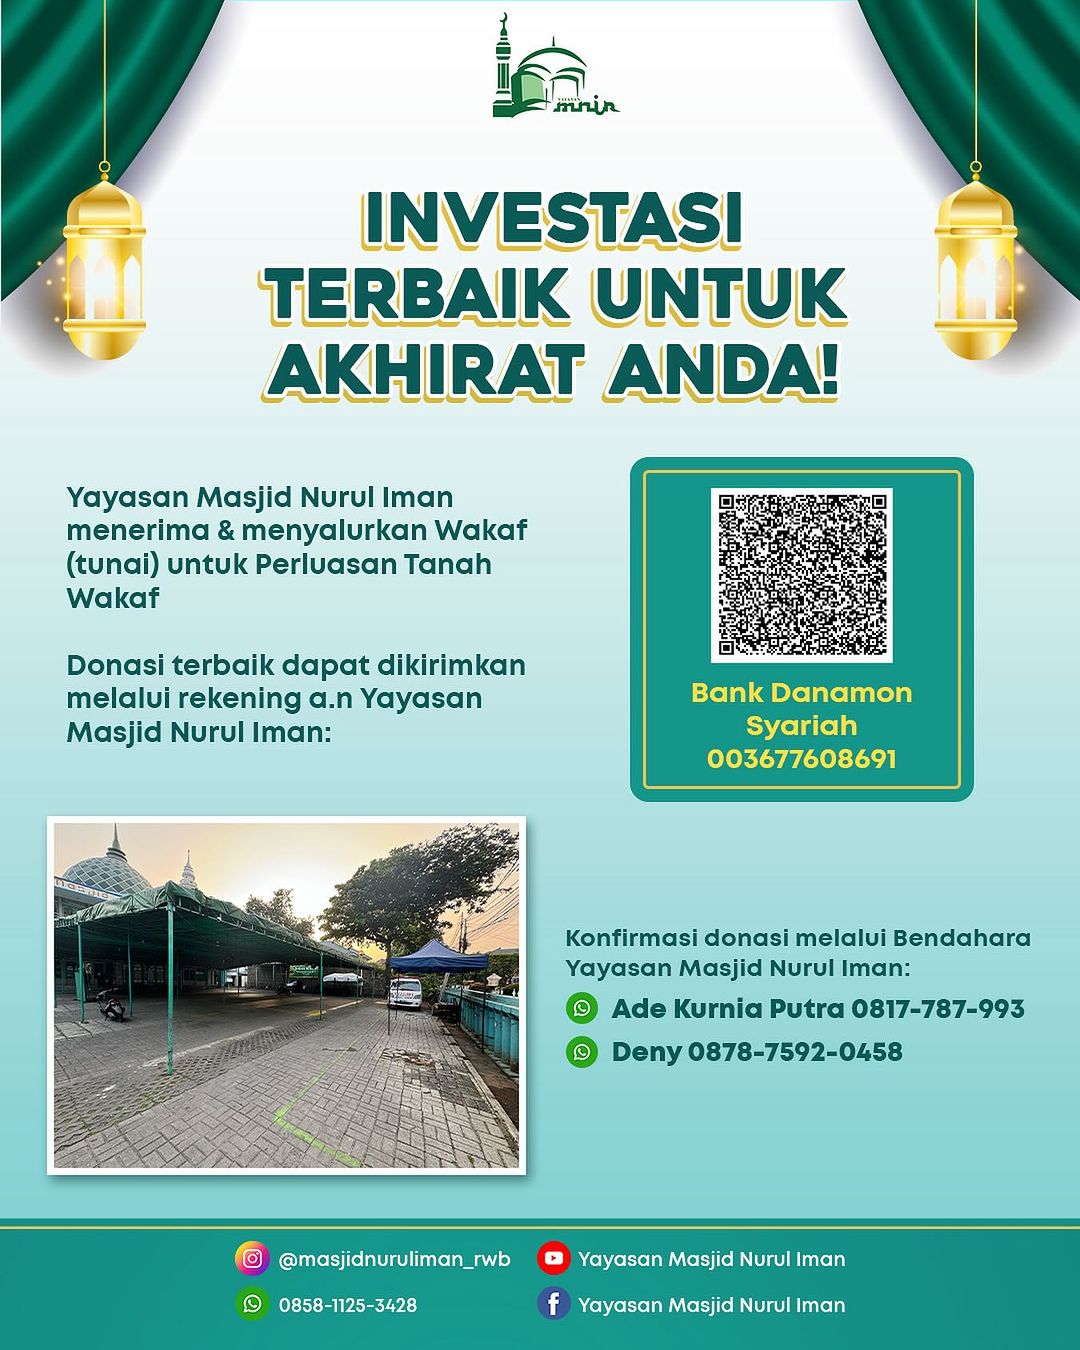 mnir
INVESTASI
TERBAIK UNTUK
AKHIRAT ANDA!
Yayasan Masjid Nurul Iman
menerima & menyalurkan Wakaf
(tunai) untuk Perluasan Tanah
Wakaf
Donasi terbaik dapat dikirimkan
melalui rekening a.n Yayasan
Masjid Nurul Iman:
Bank Danamon
Syariah
003677608691
Konfirmasi donasi melalui Bendahara
Yayasan Masjid Nurul Iman:
Ade Kurnia Putra 0817-787-993
Deny 0878-7592-0458
@masjidnuruliman_rwb
Yayasan Masjid Nurul Iman
0858-1125-3428
Yayasan Masjid Nurul Iman